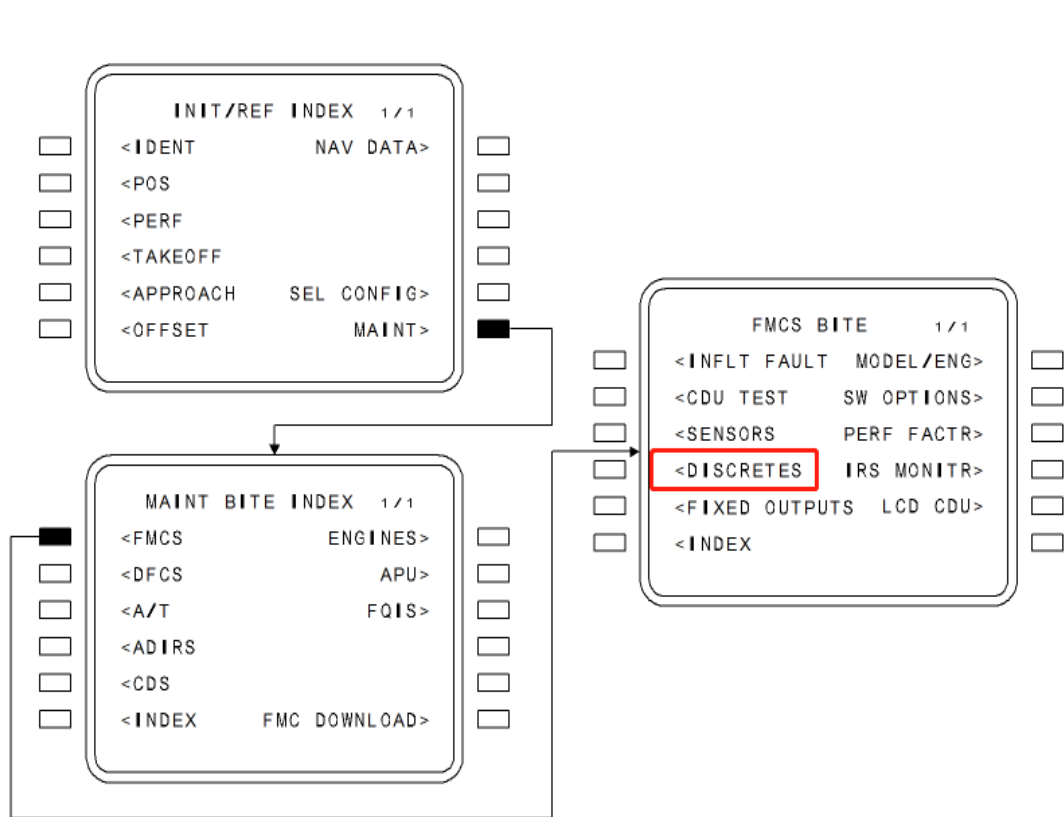 INIT/REF INDEX 1/1
<IDENT NAV DATA>
<POS
<PERF
<TAKEOFF
<APPROACH SEL CONFIG>
<OFFSET MAINT>
MAINT BITE INDEX 1/1
<FMCS ENGINES>
<DFCS APU>
<A/T FQIS>
<ADIRS
<CDS
<INDEX FMC DOWNLOAD>
FMCS BITE 1/1
<INFLT FAULT MODEL/ENG>
<CDU TEST SW OPTIONS>
<SENSORS PERF FACTR>
<DISCRETES IRS MONITR>
<FIXED OUTPUTS LCD CDU>
<INDEX